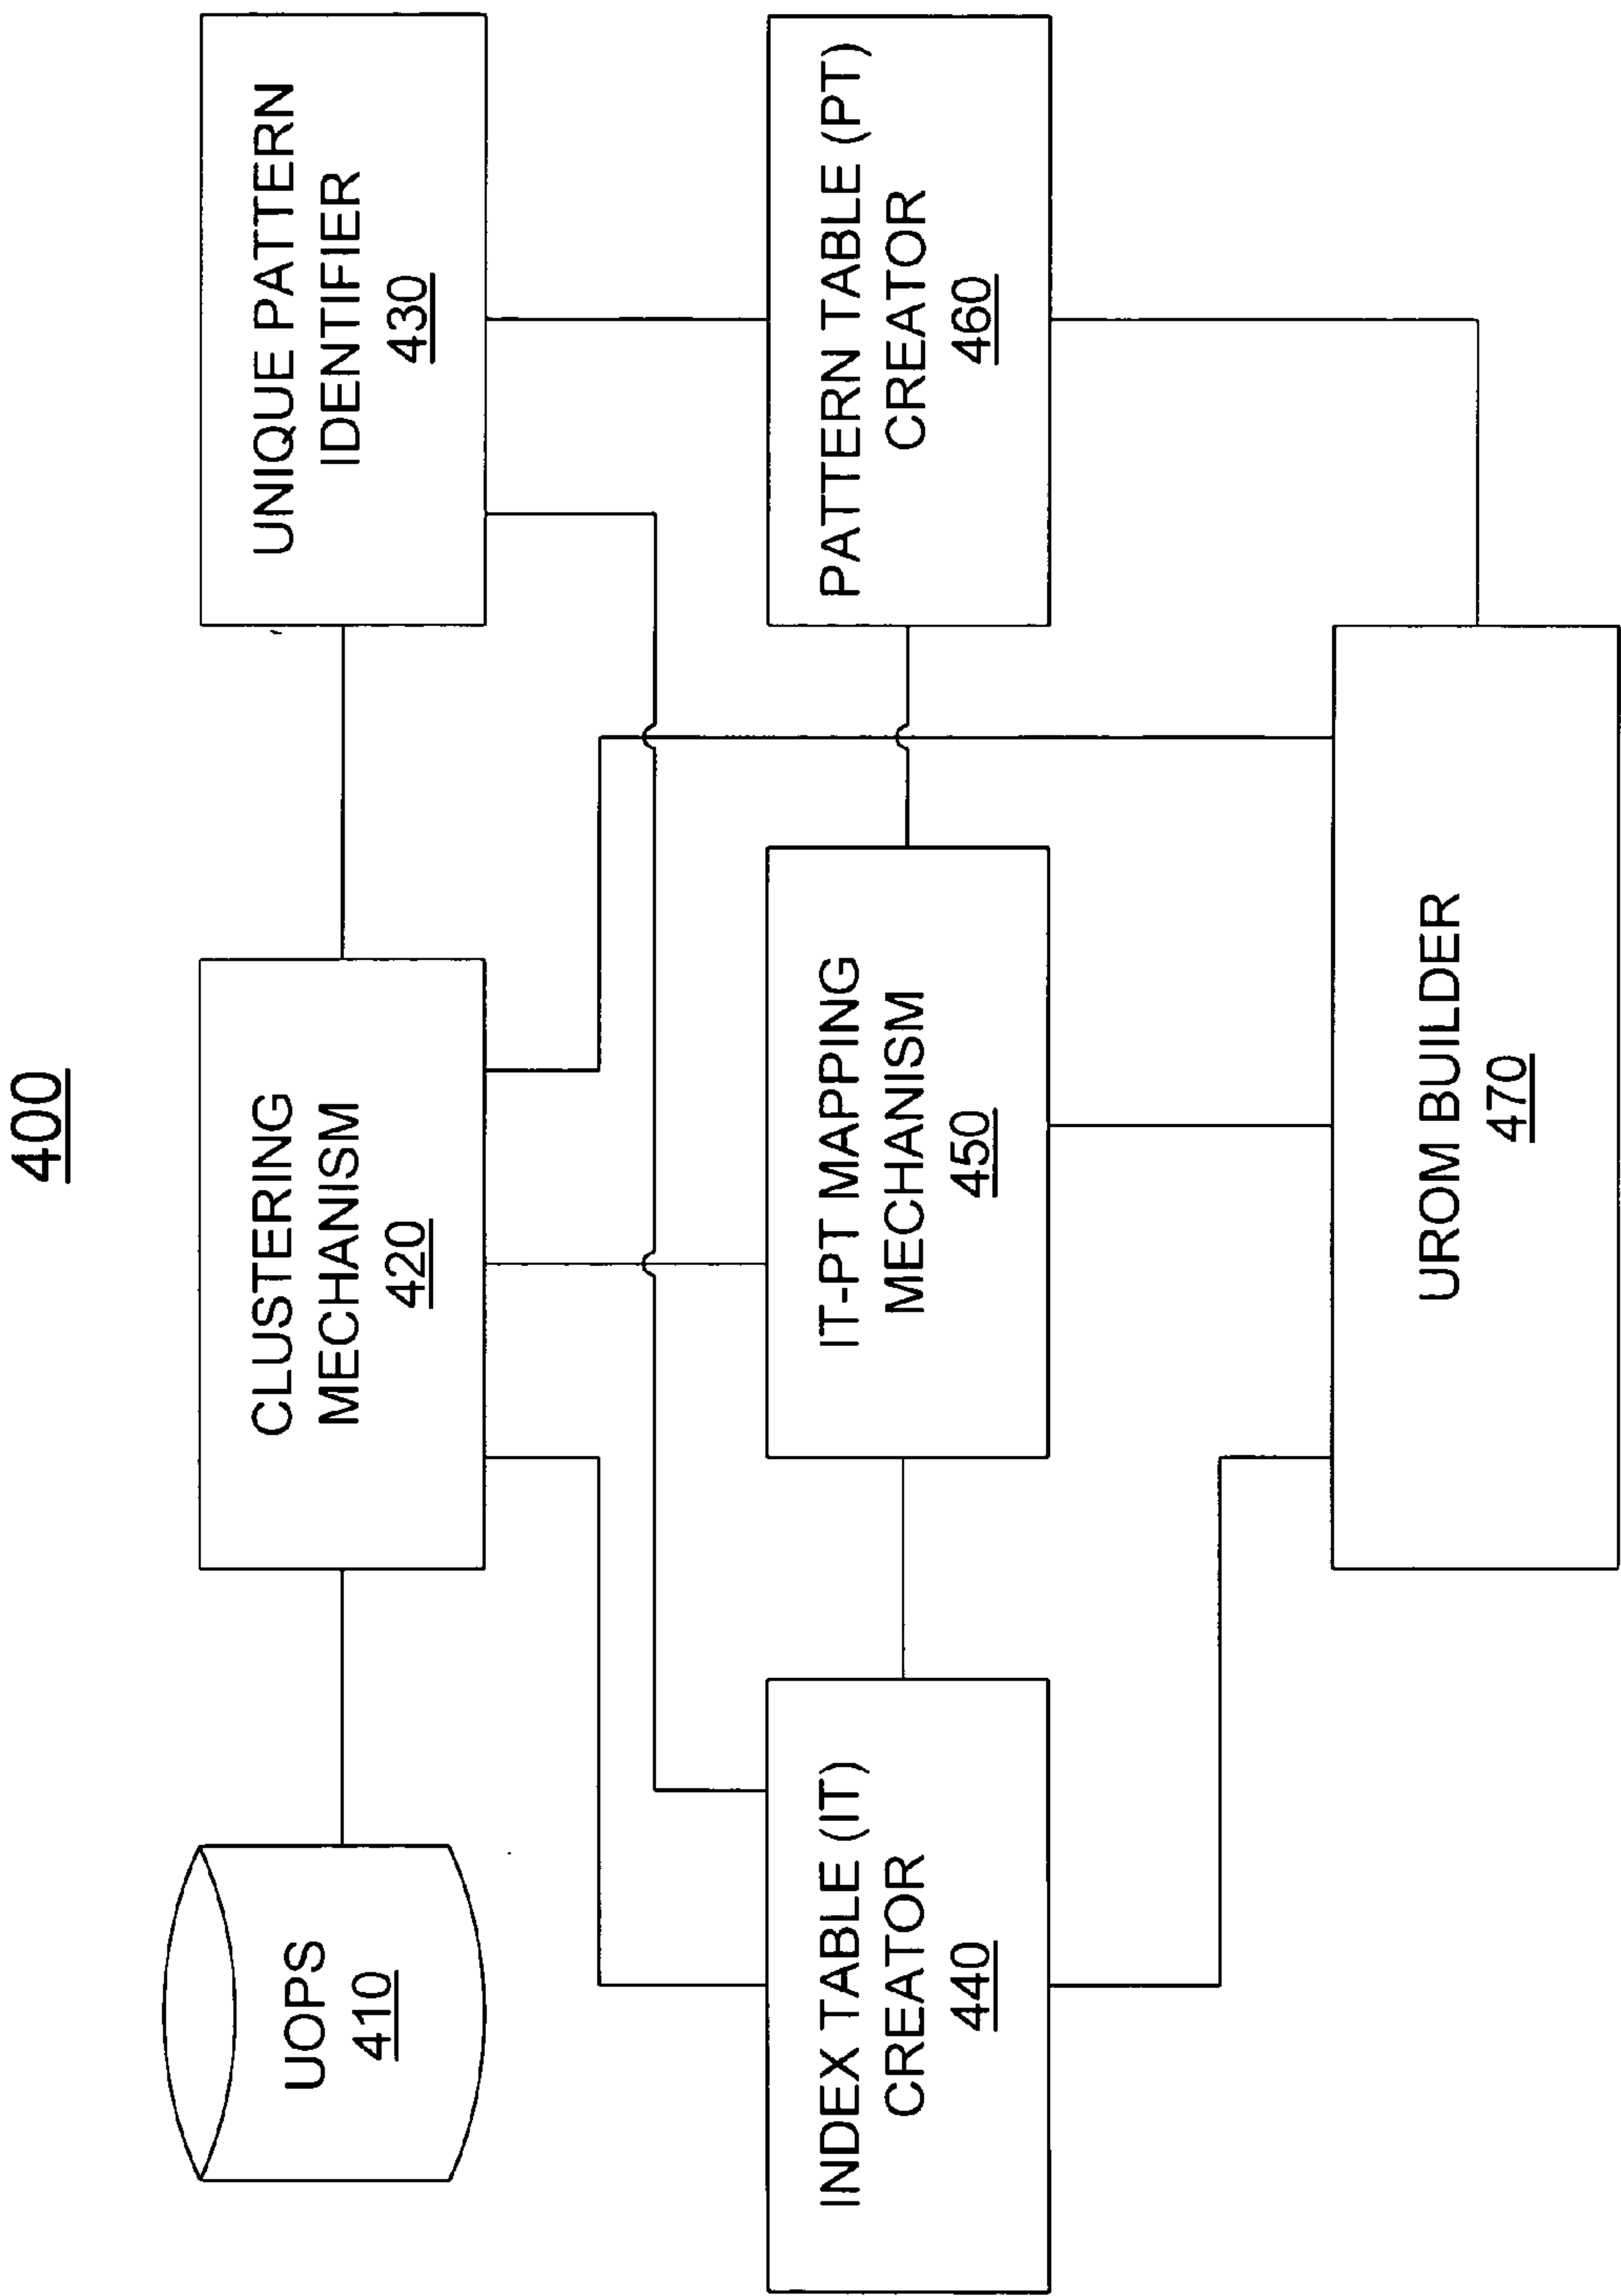 400
UOPS
410
CLUSTERING
MECHANISM
420
UNIQUE PATTERN
IDENTIFIER
430
INDEX TABLE (IT)
CREATOR
440
IT-PT MAPPING
MECHANISM
450
PATTERN TABLE (PT)
CREATOR
460
UROM BUILDER
470